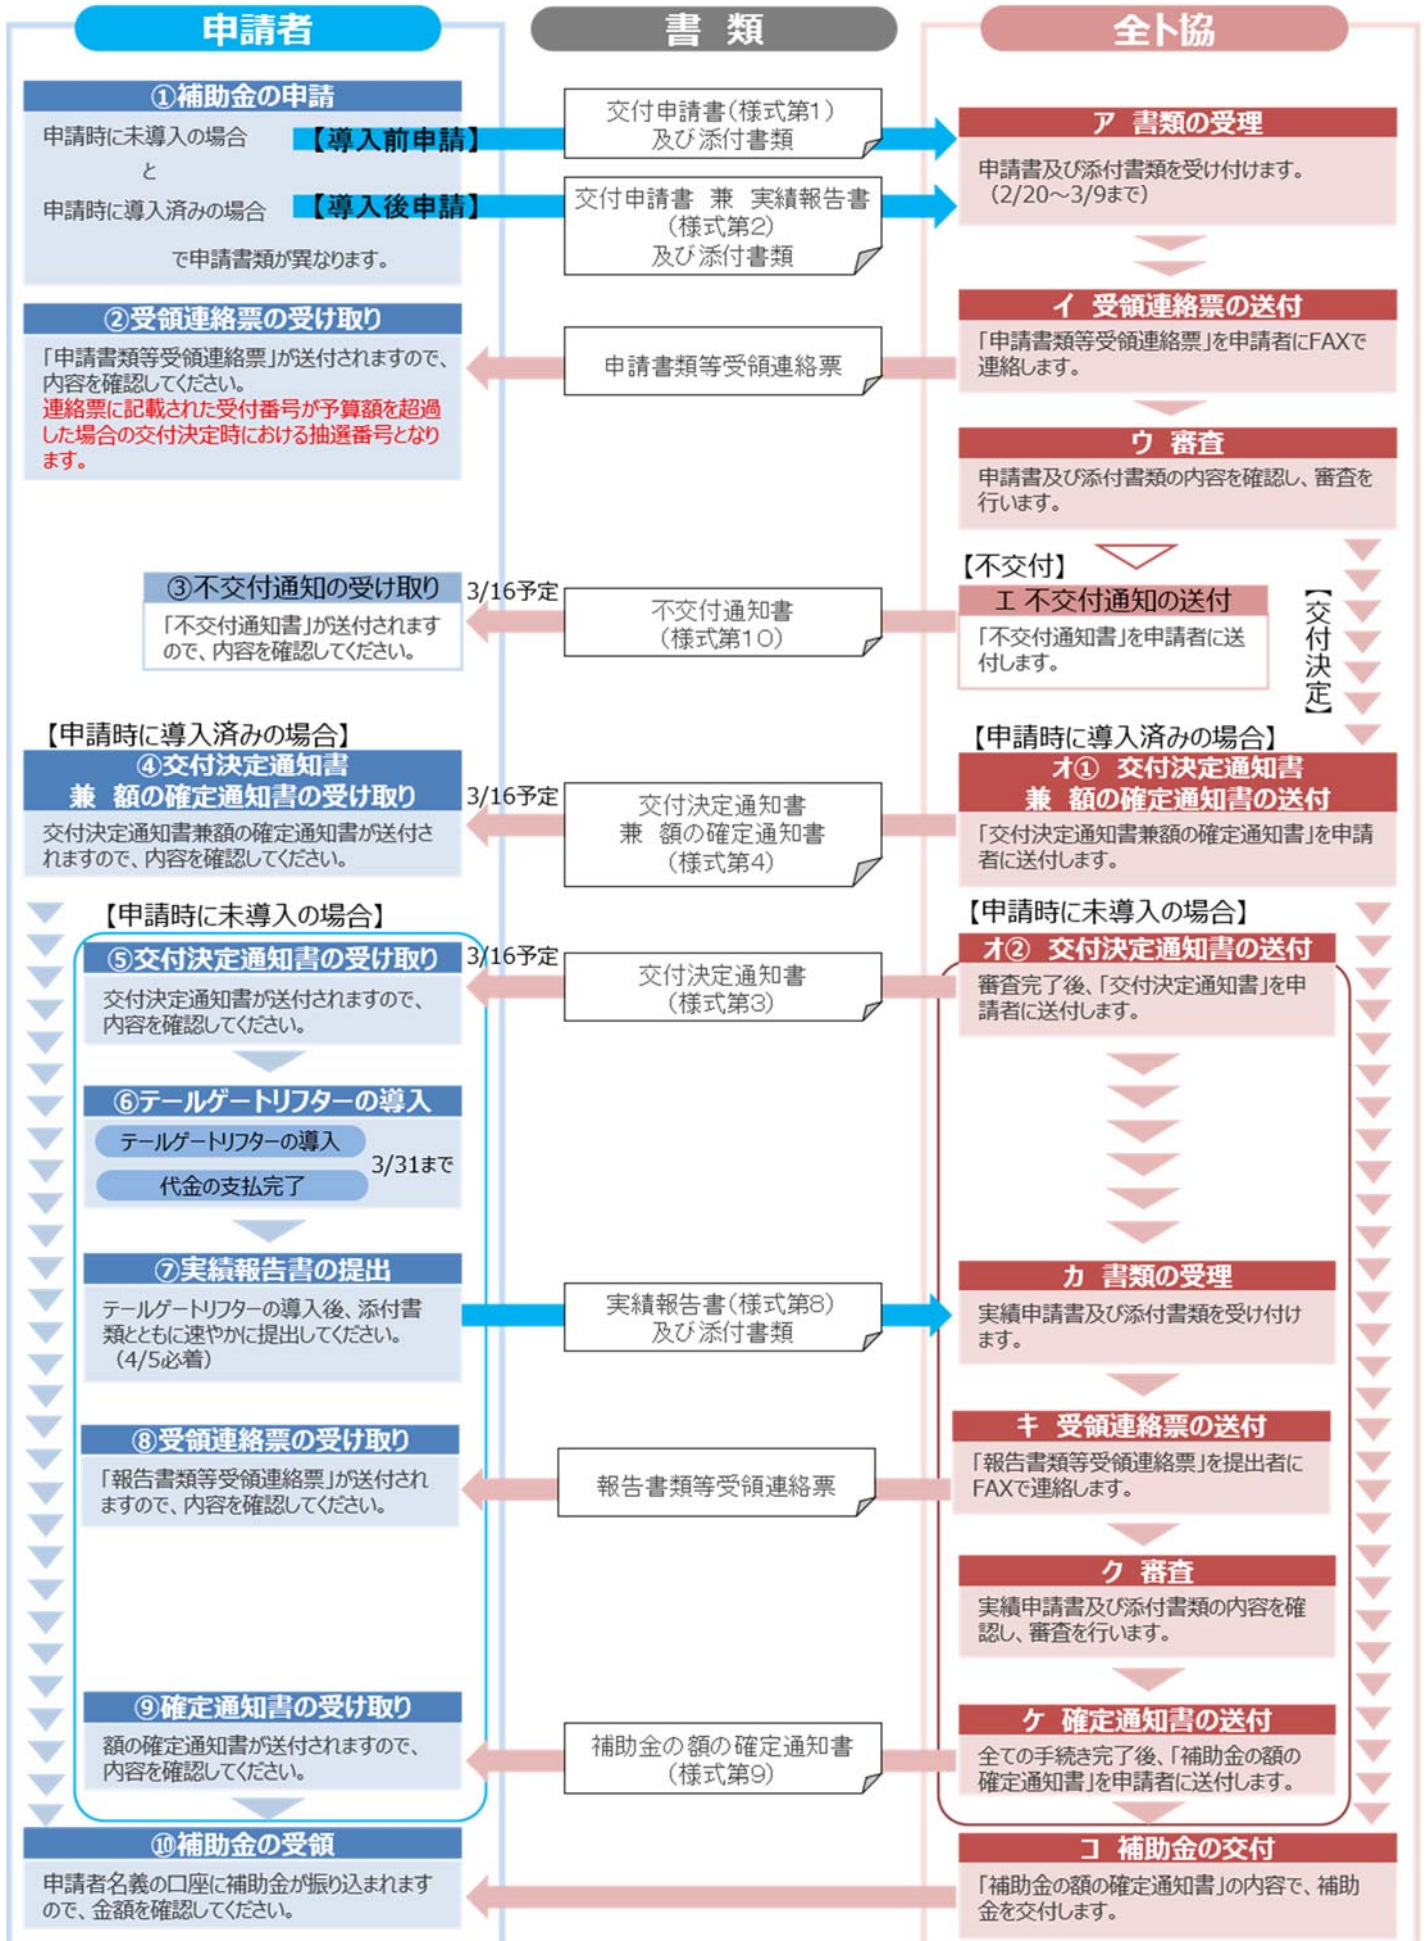 申請者
書 類
全ト協
①補助金の申請
申請時に未導入の場合
【導入前申請】
と
申請時に導入済みの場合
【導入後申請】
で申請書類が異なります。
交付申請書(様式第1)
及び添付書類
交付申請書 兼 実績報告書
(様式第2)
及び添付書類
ア 書類の受理
申請書及び添付書類を受け付けます。
(2/20～3/9まで)
②受領連絡票の受け取り
「申請書類等受領連絡票」が送付されますので、
内容を確認してください。
連絡票に記載された受付番号が予算額を超過
した場合の交付決定時における抽選番号となり
ます。
申請書類等受領連絡票
イ 受領連絡票の送付
「申請書類等受領連絡票」を申請者にFAXで
連絡します。
ウ 審査
申請書及び添付書類の内容を確認し、審査を
行います。
③不交付通知の受け取り
「不交付通知書」が送付されます
ので、内容を確認してください。
3/16予定
不交付通知書
(様式第10)
【不交付】
エ 不交付通知の送付
「不交付通知書」を申請者に送
付します。
【交付決定】
【申請時に導入済みの場合】
④交付決定通知書
兼 額の確定通知書の受け取り
交付決定通知書兼額の確定通知書が送付さ
れますので、内容を確認してください。
3/16予定
交付決定通知書
兼 額の確定通知書
(様式第4)
【申請時に導入済みの場合】
オ① 交付決定通知書
兼 額の確定通知書の送付
「交付決定通知書兼額の確定通知書」を申請
者に送付します。
【申請時に未導入の場合】
⑤交付決定通知書の受け取り
交付決定通知書が送付されますので、
内容を確認してください。
3/16予定
交付決定通知書
(様式第3)
【申請時に未導入の場合】
オ② 交付決定通知書の送付
審査完了後、「交付決定通知書」を申
請者に送付します。
⑥テールゲートリフターの導入
テールゲートリフターの導入
代金の支払完了
3/31まで
⑦実績報告書の提出
テールゲートリフターの導入後、添付書
類とともに速やかに提出してください。
(4/5必着)
実績報告書(様式第8)
及び添付書類
カ 書類の受理
実績申請書及び添付書類を受け付け
ます。
⑧受領連絡票の受け取り
「報告書類等受領連絡票」が送付され
ますので、内容を確認してください。
報告書類等受領連絡票
キ 受領連絡票の送付
「報告書類等受領連絡票」を提出者に
FAXで連絡します。
ク 審査
実績申請書及び添付書類の内容を確
認し、審査を行います。
⑨確定通知書の受け取り
額の確定通知書が送付されますので、
内容を確認してください。
補助金の額の確定通知書
(様式第9)
ケ 確定通知書の送付
全ての手続き完了後、「補助金の額の
確定通知書」を申請者に送付します。
⑩補助金の受領
申請者名義の口座に補助金が振り込まれます
ので、金額を確認してください。
コ 補助金の交付
「補助金の額の確定通知書」の内容で、補助
金を交付します。